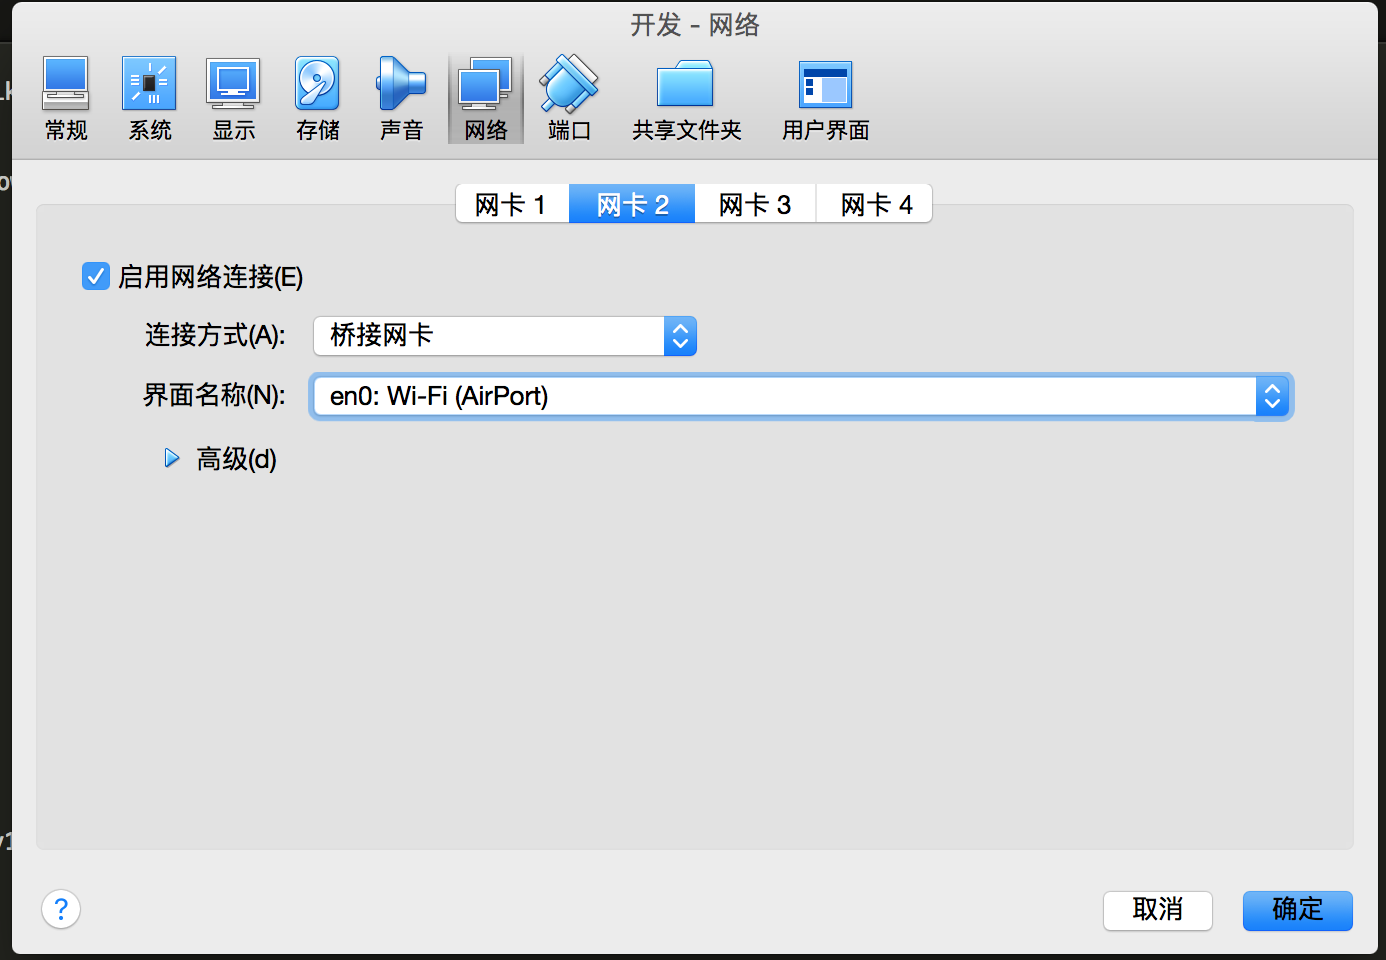 开发 - 网络
常规 系统 显示 存储 声音 网络 端口 共享文件夹 用户界面
网卡 1 网卡 2 网卡 3 网卡 4
启用网络连接(E)
连接方式(A): 桥接网卡
界面名称(N): en0: Wi-Fi (AirPort)
高级(d)
? 取消 确定